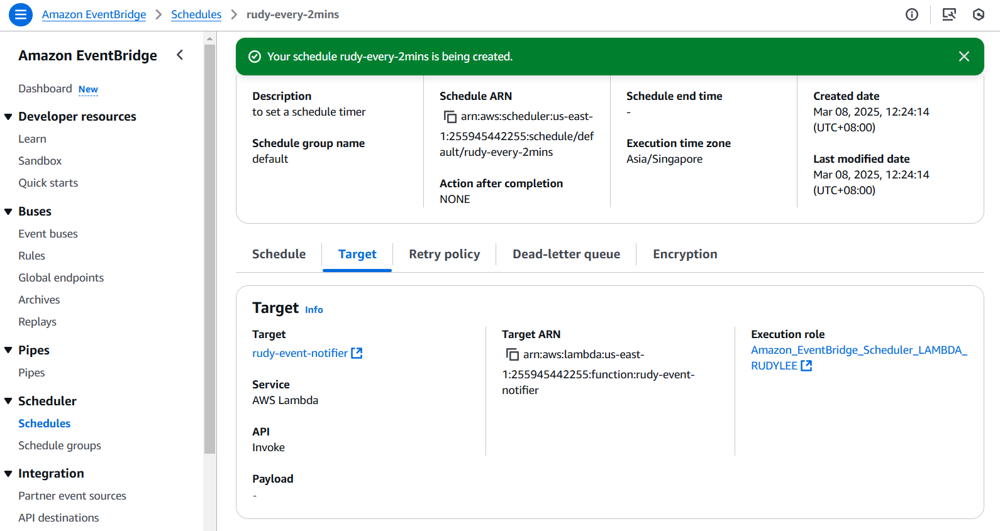 Amazon EventBridge > Schedules > rudy-every-2mins
Amazon EventBridge
Dashboard New
Developer resources
Learn
Sandbox
Quick starts
Buses
Event buses
Rules
Global endpoints
Archives
Replays
Pipes
Pipes
Scheduler
Schedules
Schedule groups
Integration
Partner event sources
API destinations
Your schedule rudy-every-2mins is being created.
Description
to set a schedule timer
Schedule group name
default
Schedule ARN
arn:aws:scheduler:us-east-
1:255945442255:schedule/def
ault/rudy-every-2mins
Action after completion
NONE
Schedule end time
-
Execution time zone
Asia/Singapore
Created date
Mar 08, 2025, 12:24:14
(UTC+08:00)
Last modified date
Mar 08, 2025, 12:24:14
(UTC+08:00)
Schedule
Target
Retry policy
Dead-letter queue
Encryption
Target Info
Target
rudy-event-notifier
Service
AWS Lambda
API
Invoke
Payload
-
Target ARN
arn:aws:lambda:us-east-
1:255945442255:function:rudy-event-
notifier
Execution role
Amazon_EventBridge_Scheduler_LAMBDA_
RUDYLEE